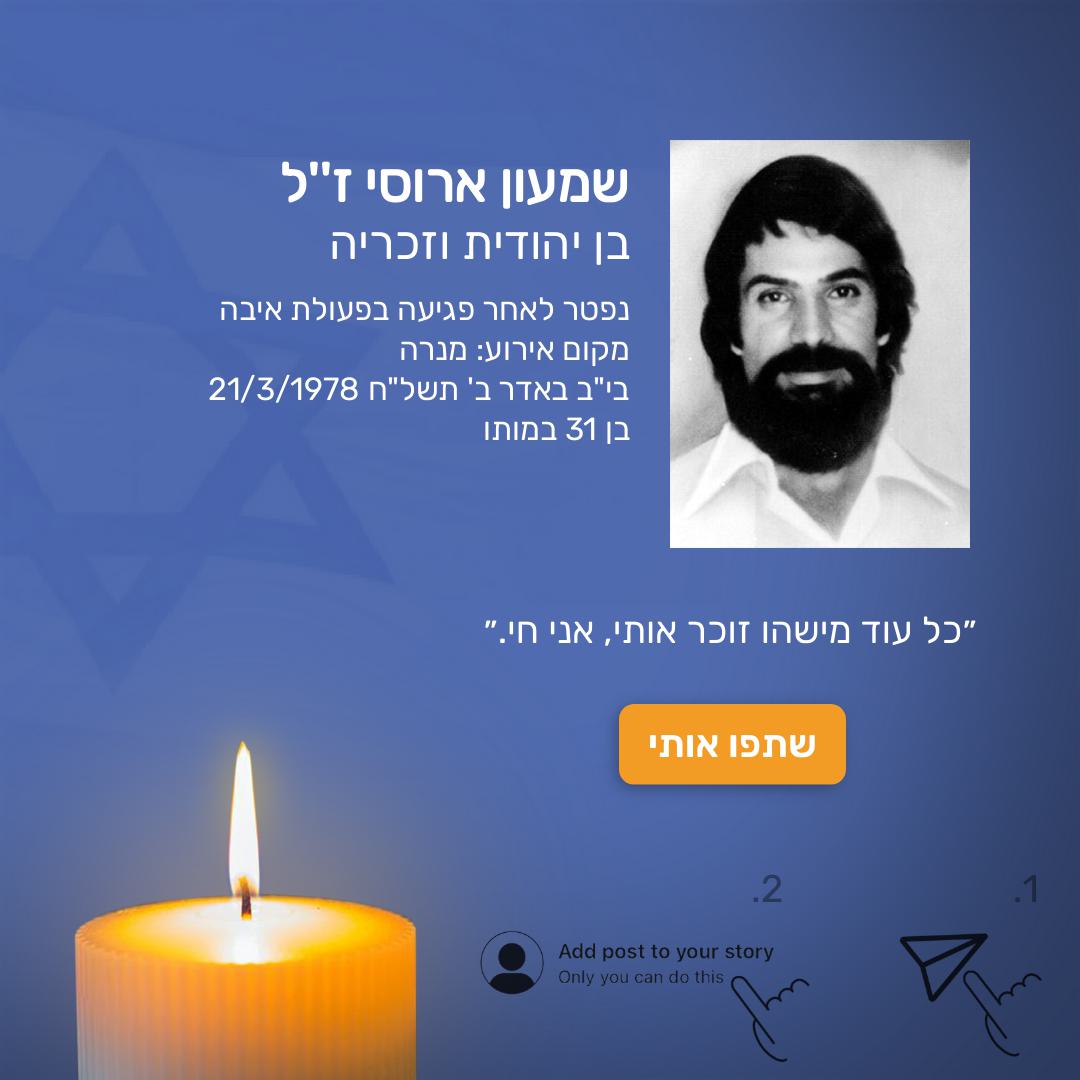 שמעון ארוסי ז"ל
בן יהודית וזכריה
נפטר לאחר פגיעה בפעולת איבה
מקום אירוע: מנרה
בי"ב באדר ב' תשל"ח 21/3/1978
בן 31 במותו
״כל עוד מישהו זוכר אותי, אני חי.״
שתפו אותי
1.
2.
Add post to your story
Only you can do this